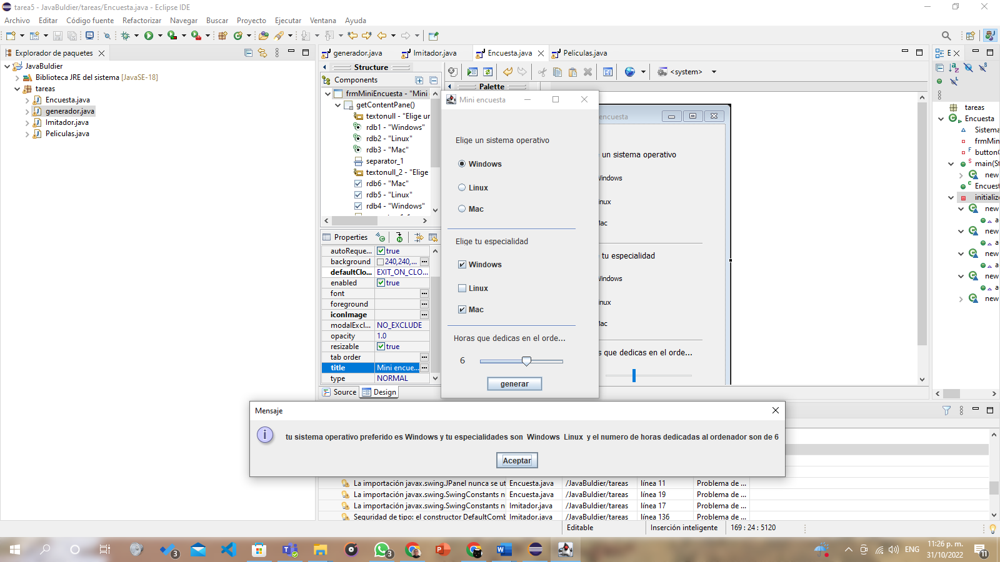 tarea5 - JavaBuldier/tareas/Encuesta.java - Eclipse IDE
Archivo Editar Código fuente Refactorizar Navegar Buscar Proyecto Ejecutar Ventana Ayuda
Explorador de paquetes
JavaBuldier
Biblioteca JRE del sistema [JavaSE-18]
tareas
Encuesta.java
generador.java
Imitador.java
Peliculas.java
generador.java Imitador.java Encuesta.java Peliculas.java
Structure
Components
frmMiniEncuesta - "Mini
getContentPane()
textonull - "Elige ur
rdb1 - "Windows"
rdb2 - "Linux"
rdb3 - "Mac"
separator_1
textonull_2 - "Elige
rdb6 - "Mac"
rdb5 - "Linux"
rdb4 - "Windows"
Properties
autoReque... true
background 240,240,...
defaultClo... EXIT_ON_CLO...
enabled true
font
foreground
iconImage
modalExcl... NO_EXCLUDE
opacity 1.0
resizable true
tab order
title Mini encue...
type NORMAL
Source Design
<system>
Palette
Mini encuesta
Elige un sistema operativo
Windows
Linux
Mac
Elige tu especialidad
Windows
Linux
Mac
Horas que dedicas en el orde...
6
generar
encuesta
un sistema operativo
Windows
inux
Mac
tu especialidad
Windows
inux
Mac
s que dedicas en el orde...
E
tareas
Encuesta
Sistema
frmMin
button
main(St
new
Encuest
initialize
new
a
new
a
new
a
new
a
new
Mensaje
tu sistema operativo preferido es Windows y tu especialidades son Windows Linux y el numero de horas dedicadas al ordenador son de 6
Aceptar
La importación javax.swing.JPanel nunca se ut Encuesta.java /JavaBuldier/tareas línea 11 Problema de ...
La importación javax.swing.SwingConstants n Encuesta.java /JavaBuldier/tareas línea 19 Problema de ...
La importación javax.swing.SwingConstants n Imitador.java /JavaBuldier/tareas línea 17 Problema de ...
Seguridad de tipo: el constructor DefaultComb Imitador.java /JavaBuldier/tareas línea 136 Problema de ...
Editable Inserción inteligente 169 : 24 : 5120
3 3 ENG 11:26 p. m.
31/10/2022 11